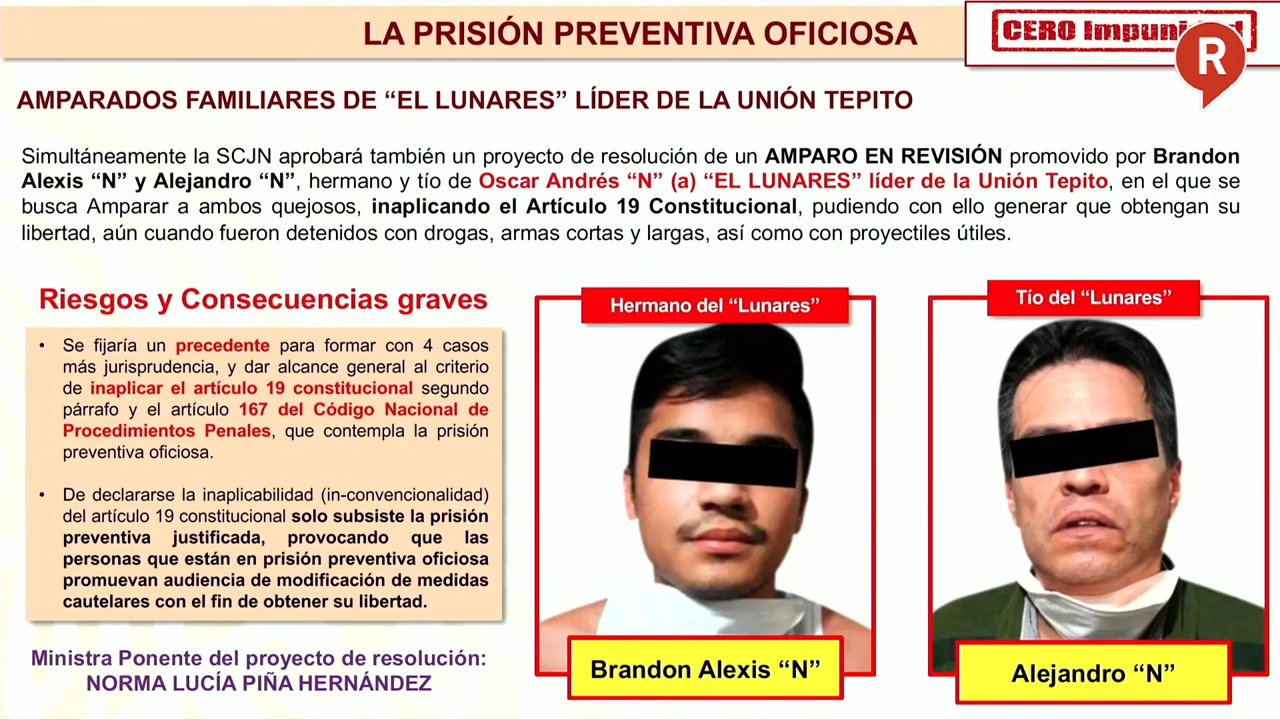 LA PRISIÓN PREVENTIVA OFICIOSA
CERO Impuni
R
AMPARADOS FAMILIARES DE “EL LUNARES” LÍDER DE LA UNIÓN TEPITO
Simultáneamente la SCJN aprobará también un proyecto de resolución de un AMPARO EN REVISIÓN promovido por Brandon
Alexis “N” y Alejandro “N”, hermano y tío de Oscar Andrés “N” (a) “EL LUNARES” líder de la Unión Tepito, en el que se
busca Amparar a ambos quejosos, inaplicando el Artículo 19 Constitucional, pudiendo con ello generar que obtengan su
libertad, aún cuando fueron detenidos con drogas, armas cortas y largas, así como con proyectiles útiles.
Riesgos y Consecuencias graves
• Se fijaría un precedente para formar con 4 casos
más jurisprudencia, y dar alcance general al criterio
de inaplicar el artículo 19 constitucional segundo
párrafo y el artículo 167 del Código Nacional de
Procedimientos Penales, que contempla la prisión
preventiva oficiosa.
• De declararse la inaplicabilidad (in-convencionalidad)
del artículo 19 constitucional solo subsiste la prisión
preventiva justificada, provocando que las
personas que están en prisión preventiva oficiosa
promuevan audiencia de modificación de medidas
cautelares con el fin de obtener su libertad.
Ministra Ponente del proyecto de resolución:
NORMA LUCÍA PIÑA HERNÁNDEZ
Hermano del “Lunares”
Brandon Alexis “N”
Tío del “Lunares”
Alejandro “N”